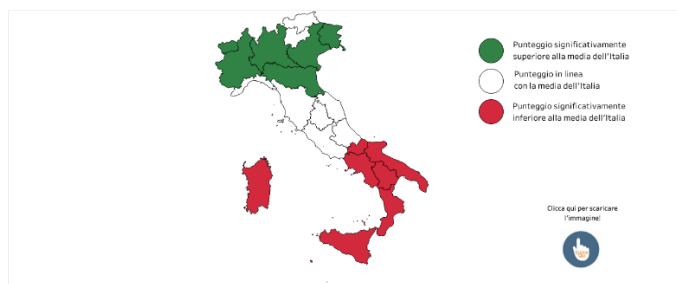 Punteggio significativamente
superiore alla media dell'Italia
Punteggio in linea
con la media dell'Italia
Punteggio significativamente
inferiore alla media dell'Italia
Clicca qui per scaricare
l'immagine!